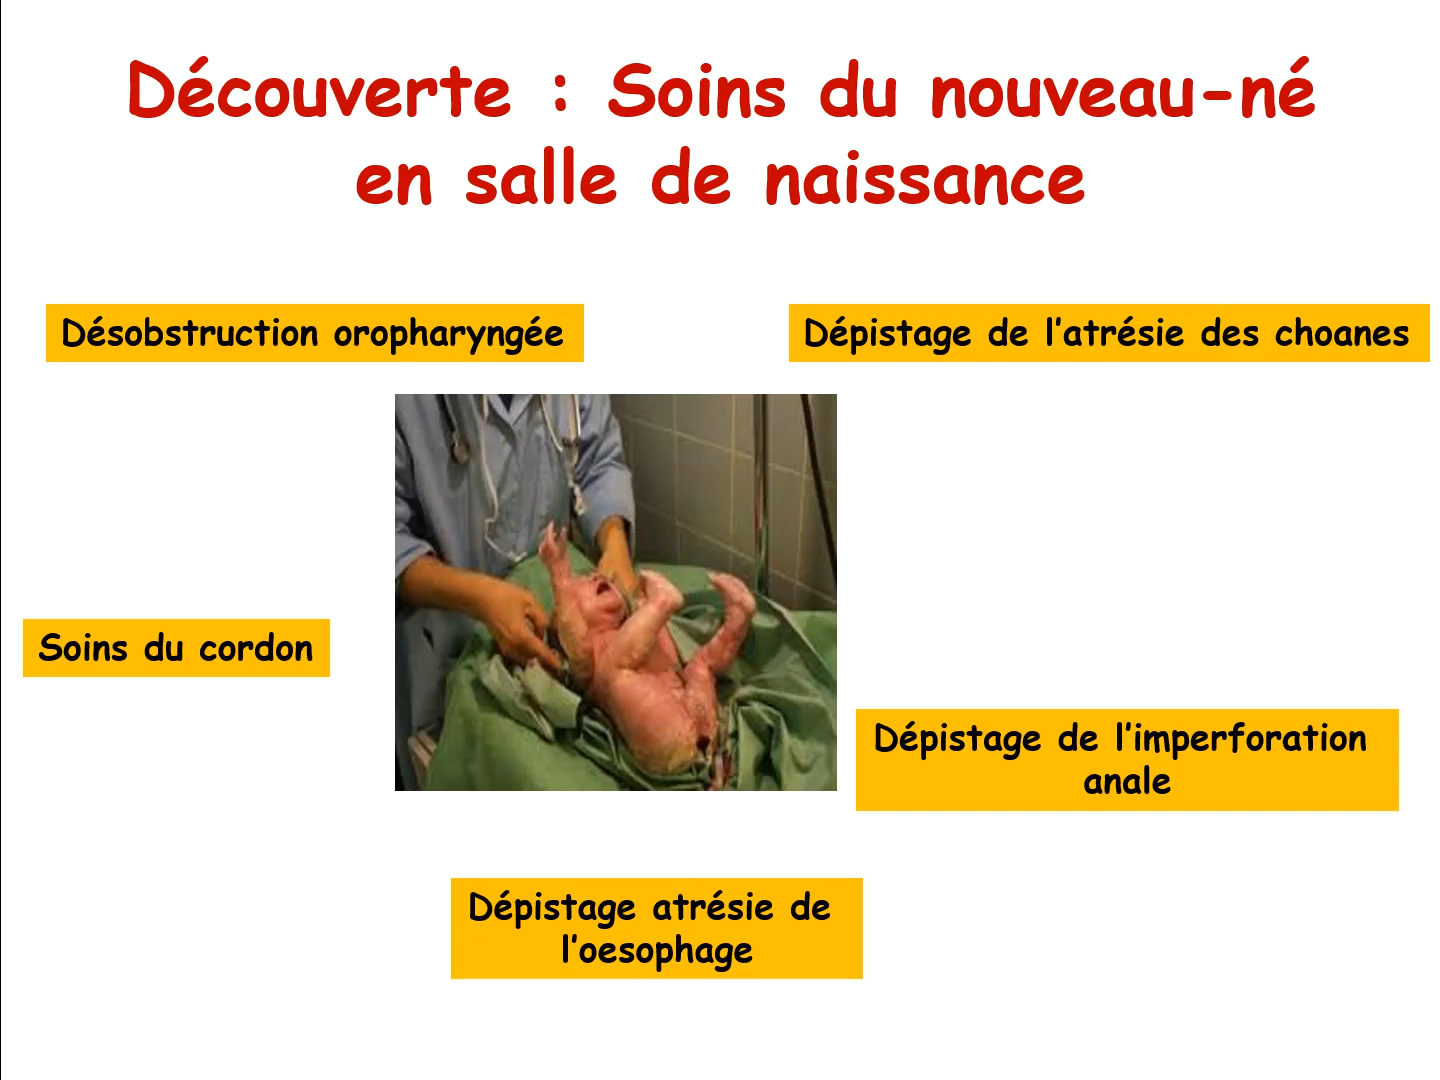 Découverte : Soins du nouveau-né
en salle de naissance
Désobstruction oropharyngée
Dépistage de l'atrésie des choanes
Soins du cordon
Dépistage de l'imperforation
anale
Dépistage atrésie de
l'oesophage